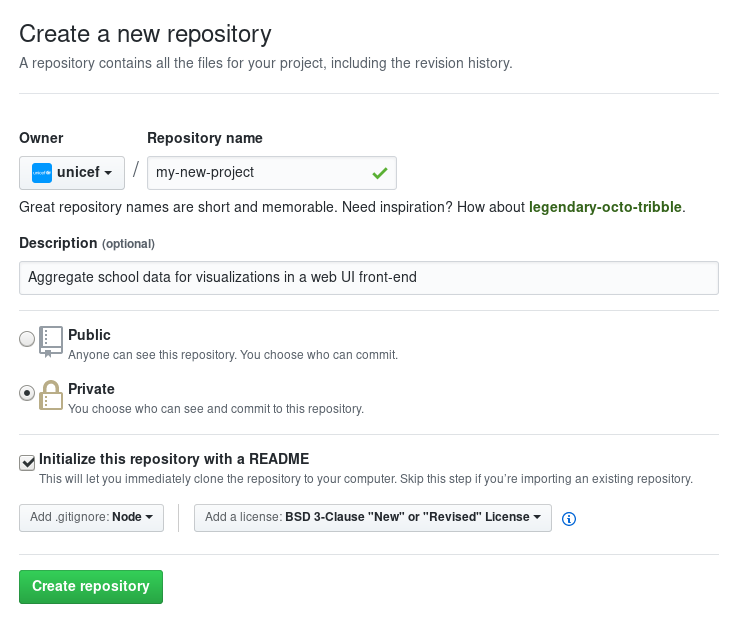 Create a new repository
A repository contains all the files for your project, including the revision history.
Owner Repository name
unicef / my-new-project
Great repository names are short and memorable. Need inspiration? How about legendary-octo-tribble.
Description (optional)
Aggregate school data for visualizations in a web UI front-end
Public
Anyone can see this repository. You choose who can commit.
Private
You choose who can see and commit to this repository.
Initialize this repository with a README
This will let you immediately clone the repository to your computer. Skip this step if you’re importing an existing repository.
Add .gitignore: Node Add a license: BSD 3-Clause "New" or "Revised" License
Create repository